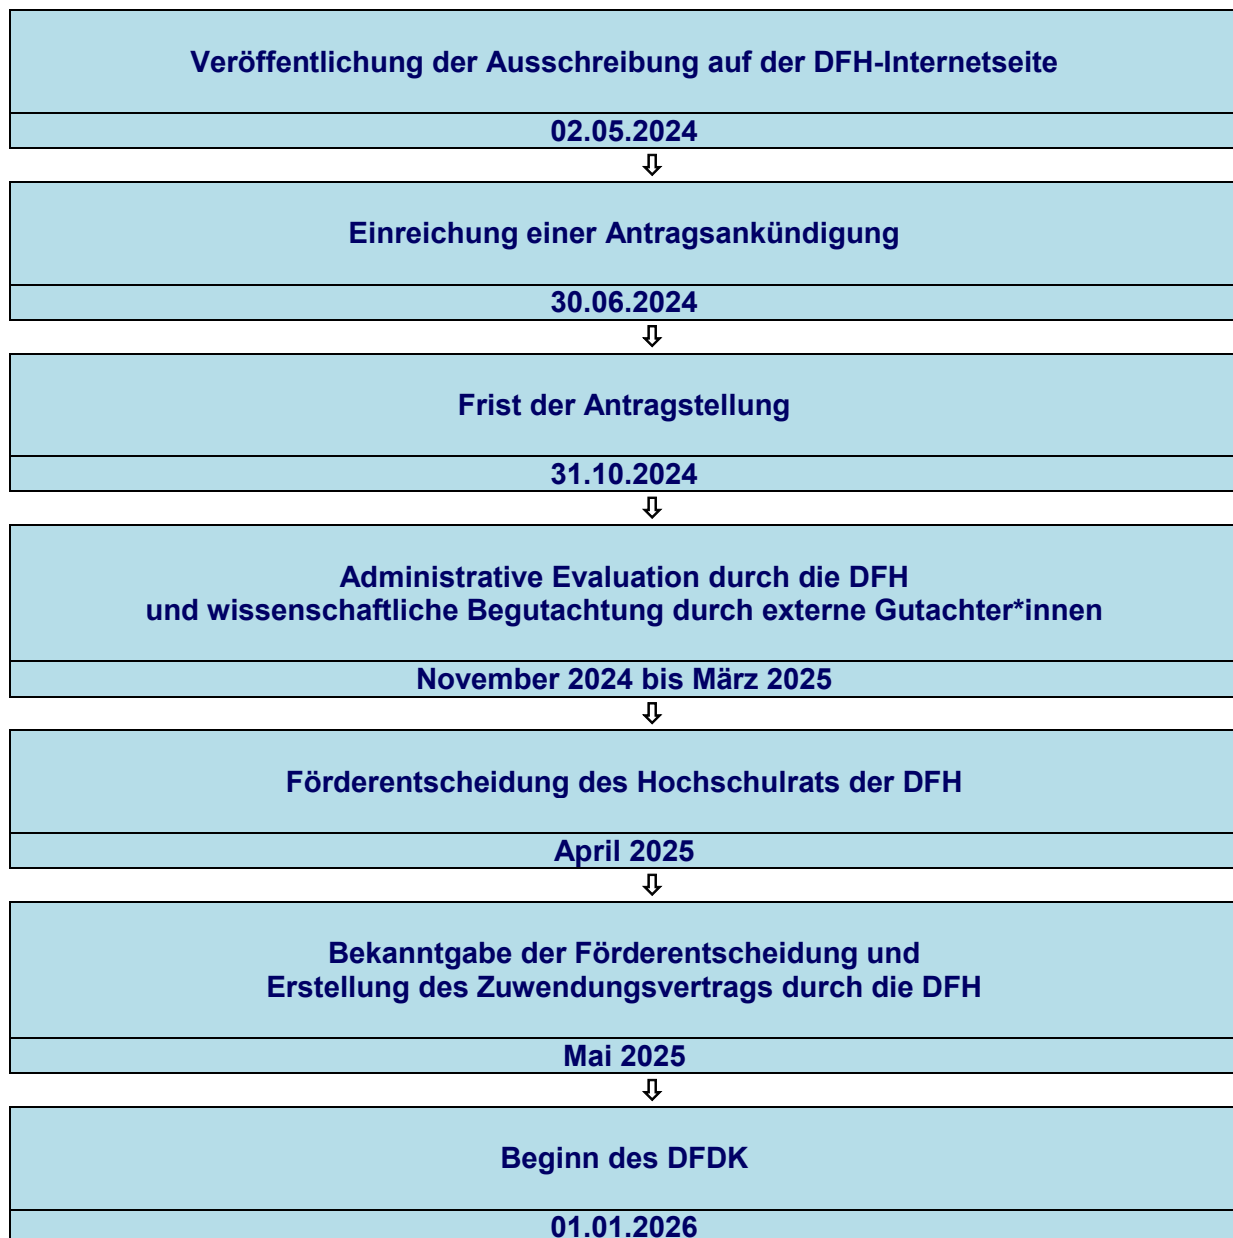 Veröffentlichung der Ausschreibung auf der DFH-Internetseite
02.05.2024
⇩
Einreichung einer Antragsankündigung
30.06.2024
⇩
Frist der Antragstellung
31.10.2024
⇩
Administrative Evaluation durch die DFH
und wissenschaftliche Begutachtung durch externe Gutachter*innen
November 2024 bis März 2025
⇩
Förderentscheidung des Hochschulrats der DFH
April 2025
⇩
Bekanntgabe der Förderentscheidung und
Erstellung des Zuwendungsvertrags durch die DFH
Mai 2025
⇩
Beginn des DFDK
01.01.2026